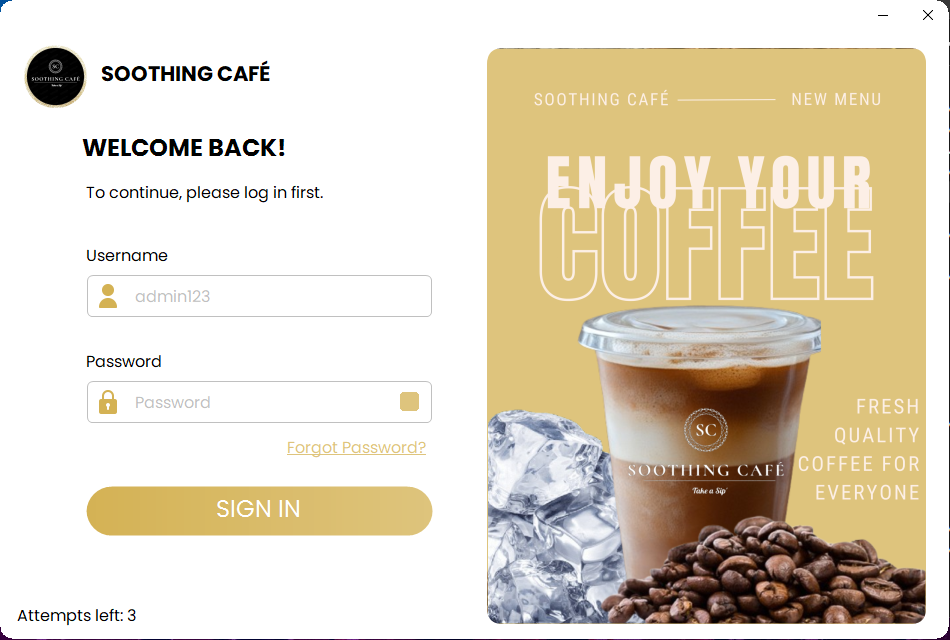 SOOTHING CAFÉ
Take a Sip'
SOOTHING CAFÉ
WELCOME BACK!
To continue, please log in first.
Username
admin123
Password
Password
Forgot Password?
SIGN IN
Attempts left: 3
SOOTHING CAFÉ
NEW MENU
ENJOY YOUR
COFFEE
SC
SOOTHING CAFÉ
Take a Sip'
FRESH
QUALITY
COFFEE FOR
EVERYONE